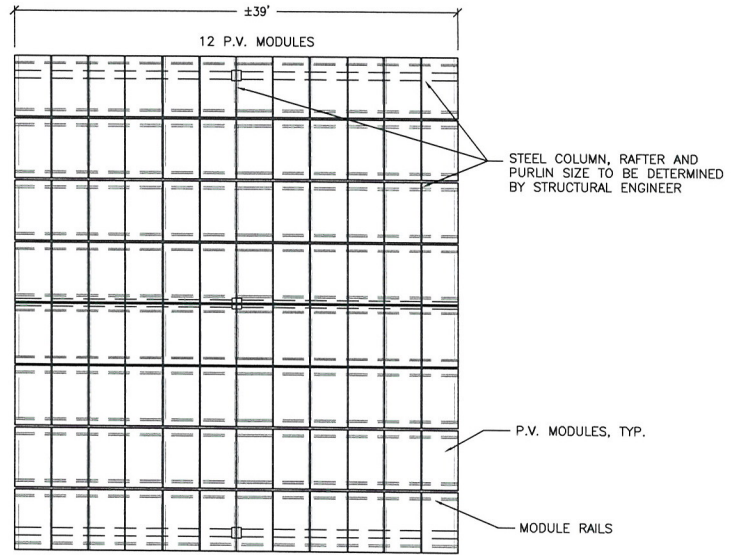 ±39'
12 P.V. MODULES
STEEL COLUMN, RAFTER AND
PURLIN SIZE TO BE DETERMINED
BY STRUCTURAL ENGINEER
P.V. MODULES, TYP.
MODULE RAILS